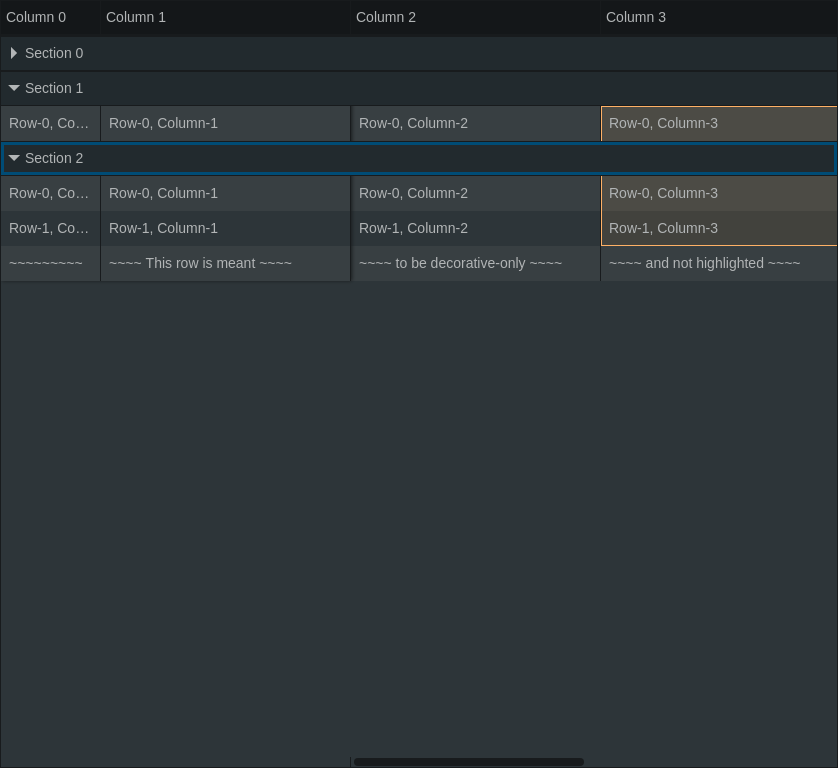 Column 0 Column 1 Column 2 Column 3
Section 0
Section 1
Row-0, Co… Row-0, Column-1 Row-0, Column-2 Row-0, Column-3
Section 2
Row-0, Co… Row-0, Column-1 Row-0, Column-2 Row-0, Column-3
Row-1, Co… Row-1, Column-1 Row-1, Column-2 Row-1, Column-3
~~~~~~~~~ ~~~~ This row is meant ~~~~ ~~~~ to be decorative-only ~~~~ ~~~~ and not highlighted ~~~~